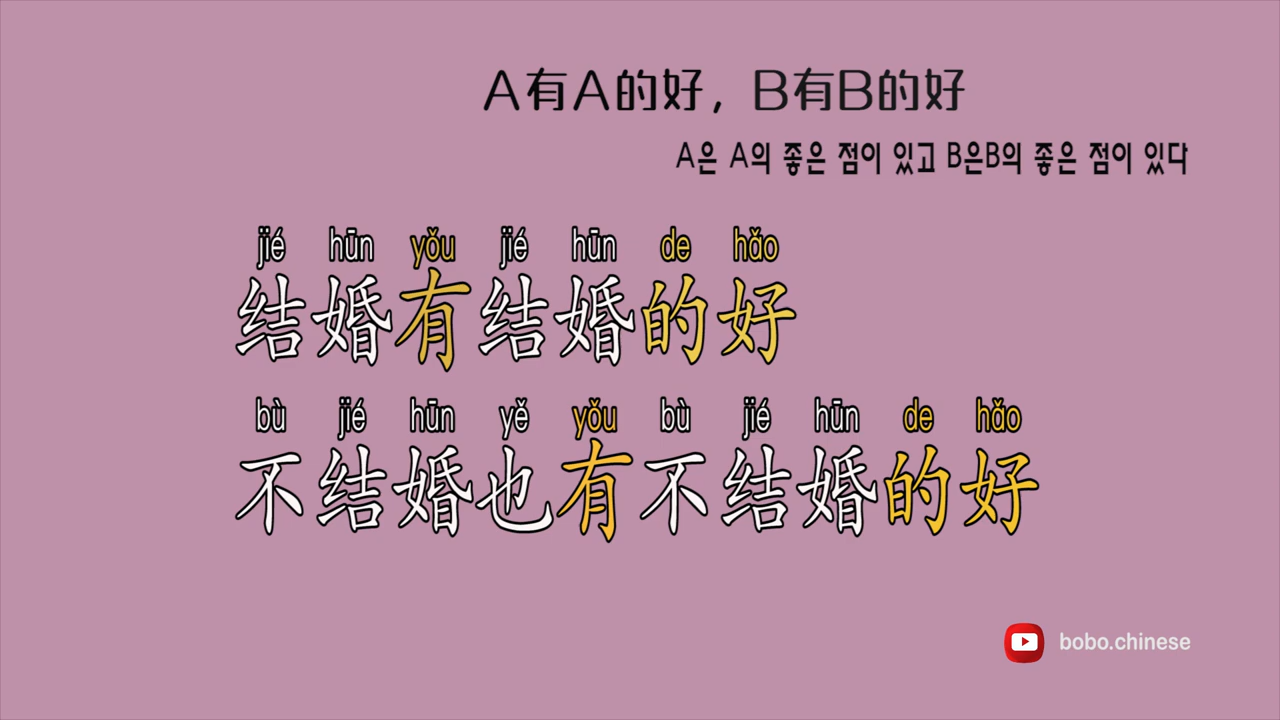 A有A的好，B有B的好
A은 A의 좋은 점이 있고 B은B의 좋은 점이 있다
jié hūn yǒu jié hūn de hǎo
结婚有结婚的好
bù jié hūn yě yǒu bù jié hūn de hǎo
不结婚也有不结婚的好
bobo.chinese